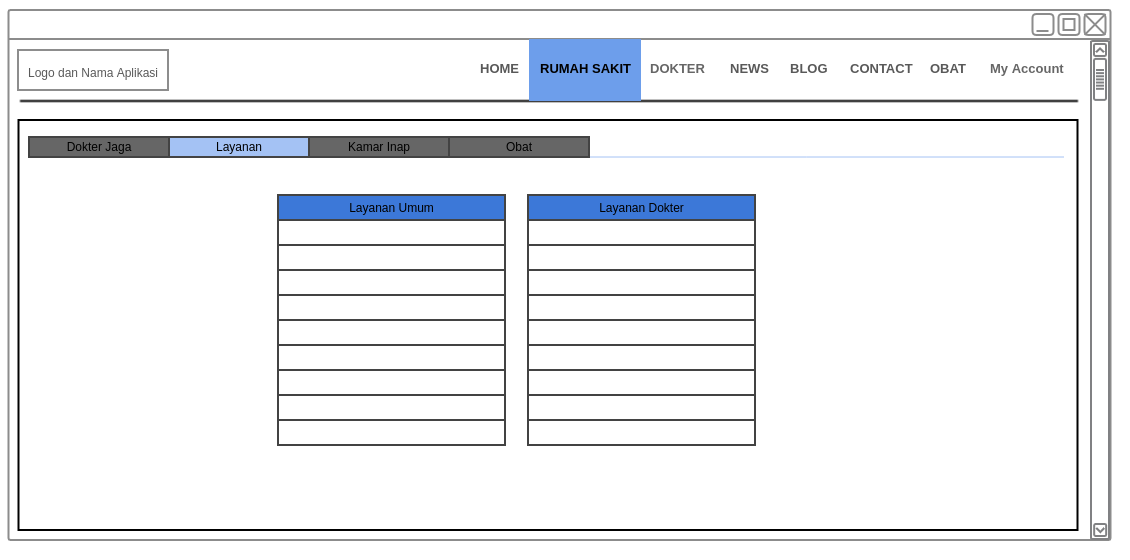 Logo dan Nama Aplikasi
HOME RUMAH SAKIT DOKTER NEWS BLOG CONTACT OBAT My Account
Dokter Jaga Layanan Kamar Inap Obat
Layanan Umum Layanan Dokter